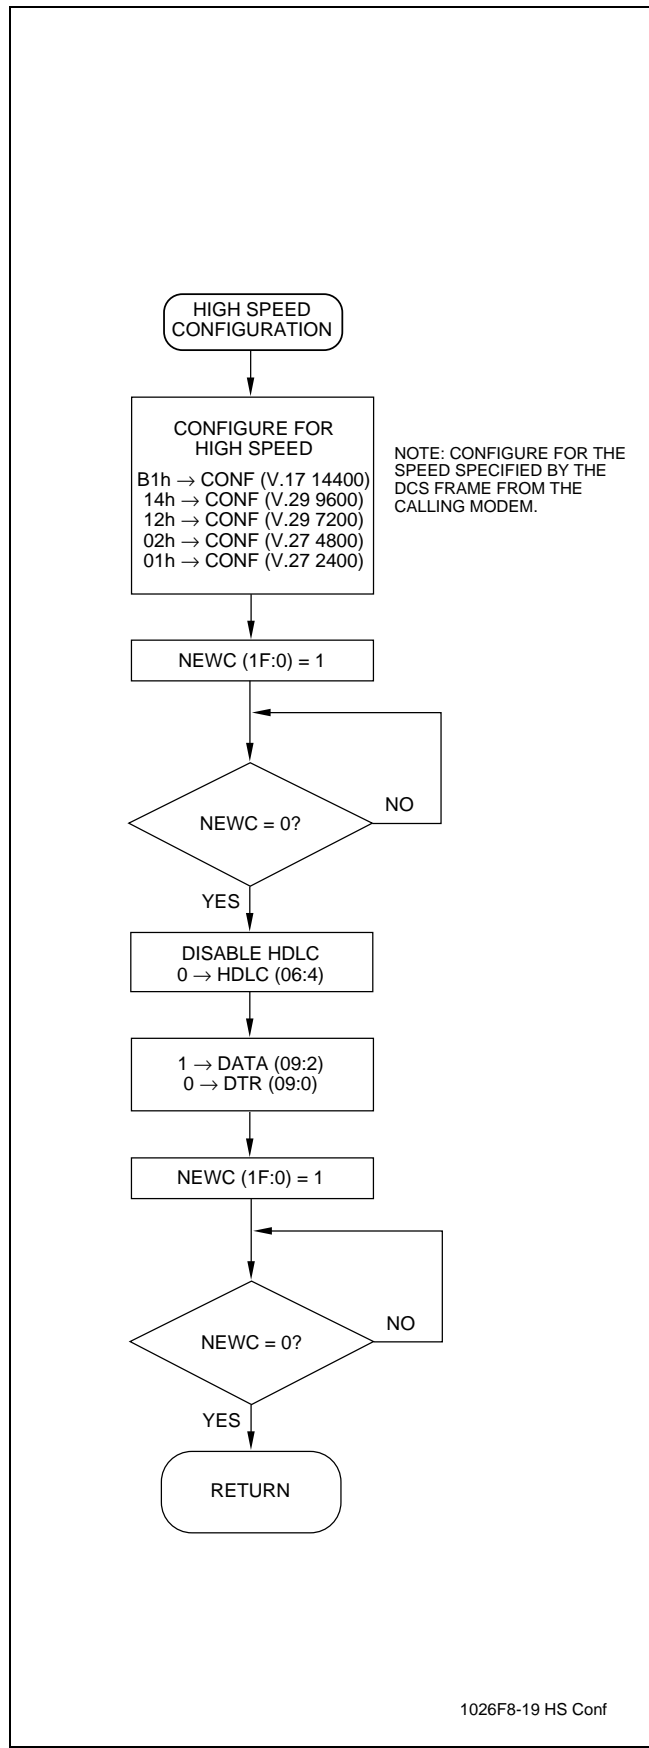 HIGH SPEED
CONFIGURATION
CONFIGURE FOR
HIGH SPEED
B1h → CONF (V.17 14400)
14h → CONF (V.29 9600)
12h → CONF (V.29 7200)
02h → CONF (V.27 4800)
01h → CONF (V.27 2400)
NOTE: CONFIGURE FOR THE
SPEED SPECIFIED BY THE
DCS FRAME FROM THE
CALLING MODEM.
NEWC (1F:0) = 1
NEWC = 0?
NO
YES
DISABLE HDLC
0 → HDLC (06:4)
1 → DATA (09:2)
0 → DTR (09:0)
NEWC (1F:0) = 1
NEWC = 0?
NO
YES
RETURN
1026F8-19 HS Conf